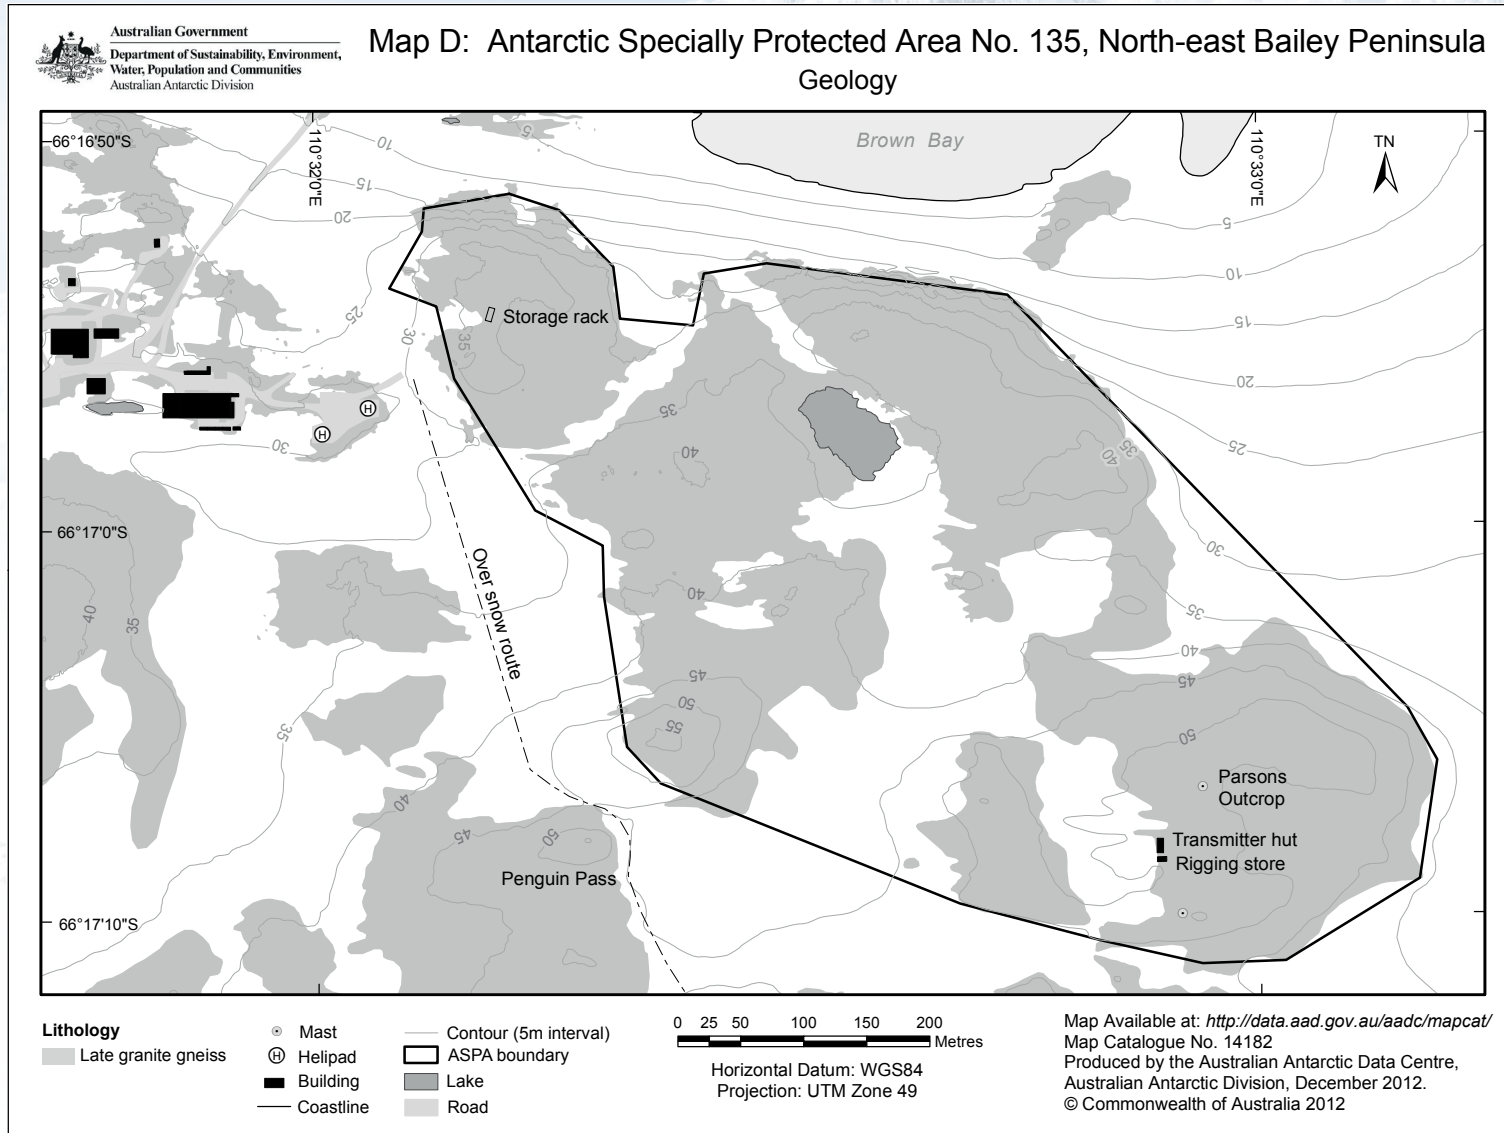 Australian Government
Department of Sustainability, Environment,
Water, Population and Communities
Australian Antarctic Division
Map D: Antarctic Specially Protected Area No. 135, North-east Bailey Peninsula
Geology
66°16'50"S
110°32'0"E
110°33'0"E
Brown Bay
TN
5
10
15
20
5
10
15
20
25
25
30
35
Storage rack
H
H
30
35
40
35
40
66°17'0"S
30
Over snow route
40
35
40
35
40
45
45
50
55
50
35
40
45
50
Parsons
Outcrop
Transmitter hut
Rigging store
Penguin Pass
66°17'10"S
Lithology
Late granite gneiss
Mast
H Helipad
Building
Coastline
Contour (5m interval)
ASPA boundary
Lake
Road
0 25 50 100 150 200
Metres
Horizontal Datum: WGS84
Projection: UTM Zone 49
Map Available at: http://data.aad.gov.au/aadc/mapcat/
Map Catalogue No. 14182
Produced by the Australian Antarctic Data Centre,
Australian Antarctic Division, December 2012.
© Commonwealth of Australia 2012